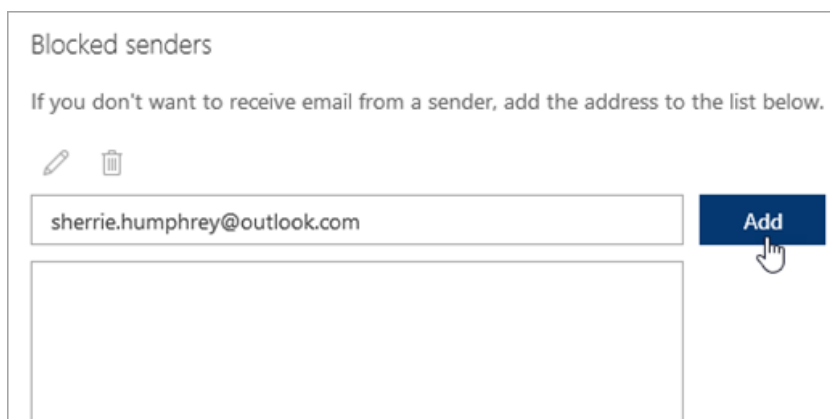 Blocked senders
If you don't want to receive email from a sender, add the address to the list below.
sherrie.humphrey@outlook.com
Add